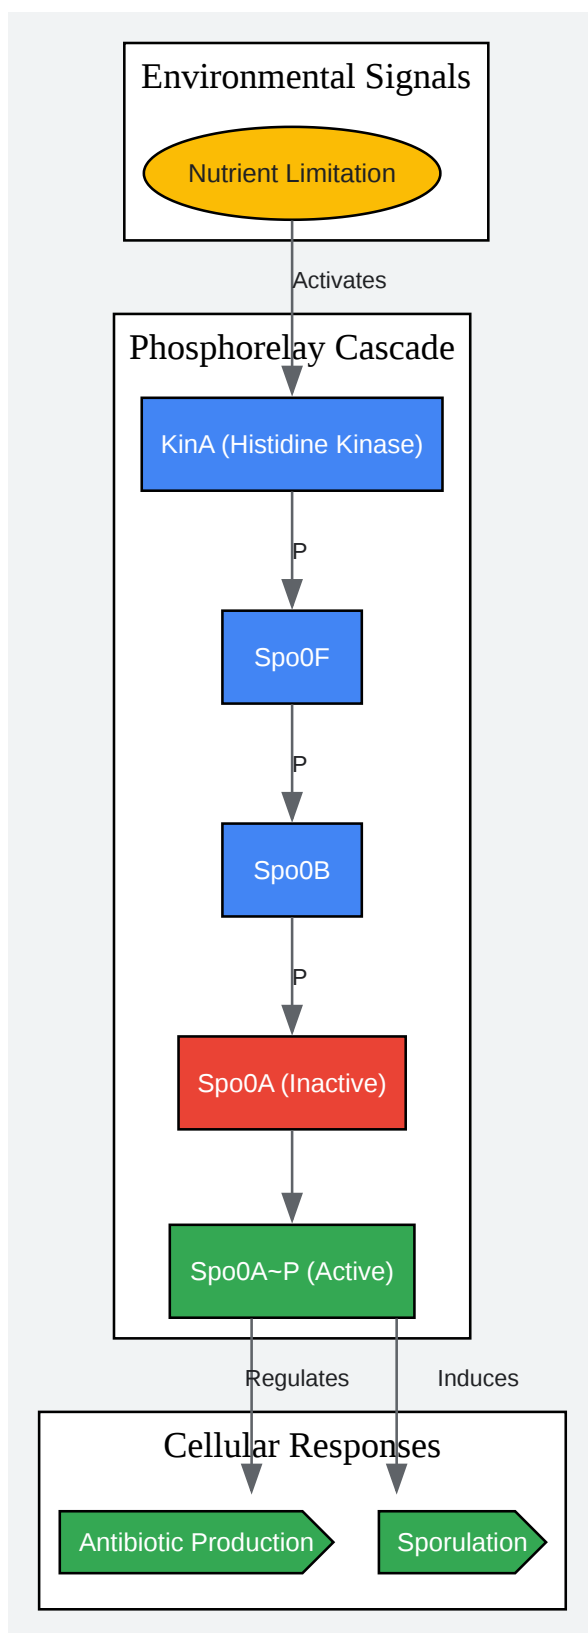 Environmental Signals
Nutrient Limitation
Activates
Phosphorelay Cascade
KinA (Histidine Kinase)
P
Spo0F
P
Spo0B
P
Spo0A (Inactive)
Spo0A~P (Active)
Regulates
Induces
Cellular Responses
Antibiotic Production
Sporulation